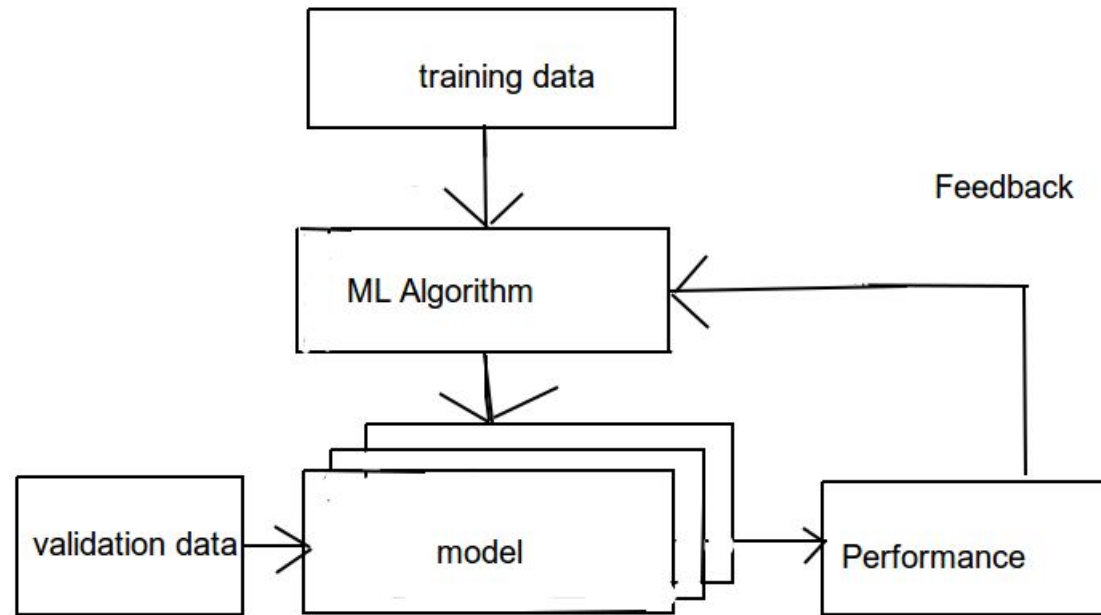 training data
Feedback
ML Algorithm
validation data
model
Performance